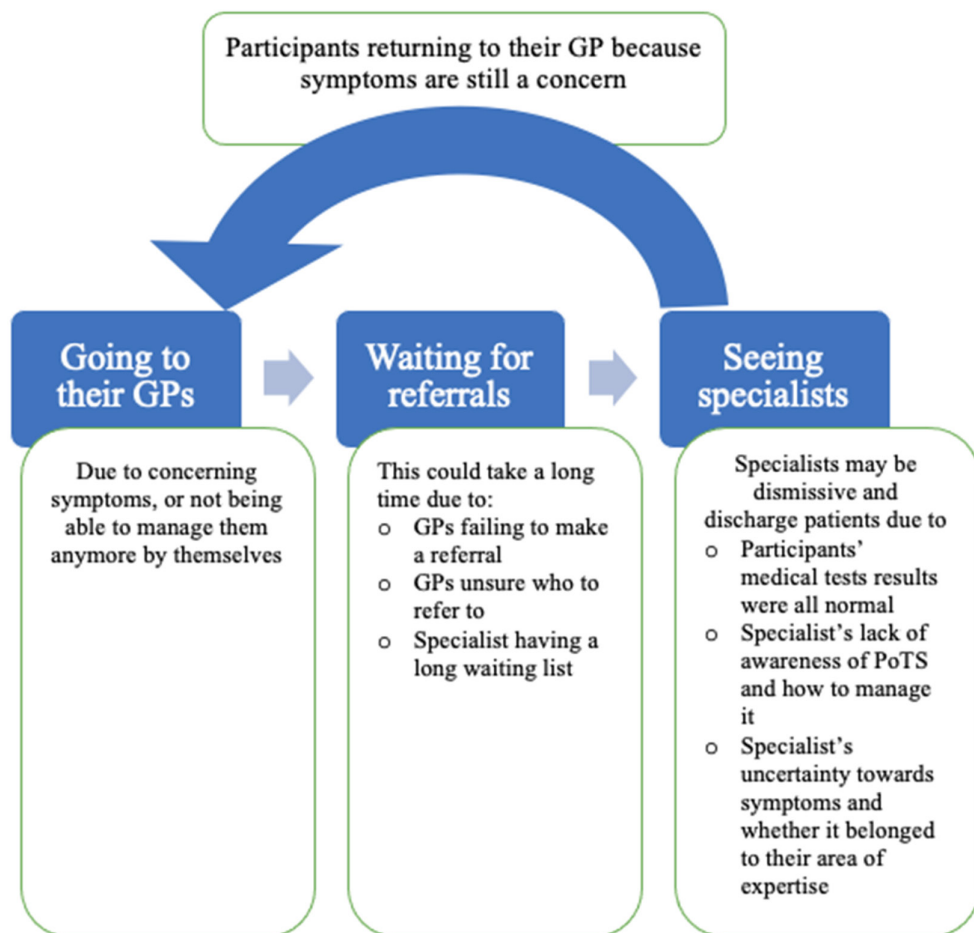 Participants returning to their GP because
symptoms are still a concern
Going to
their GPs
Waiting for
referrals
Seeing
specialists
Due to concerning
symptoms, or not being
able to manage them
anymore by themselves
This could take a long
time due to:
o GPs failing to make
a referral
o GPs unsure who to
refer to
o Specialist having a
long waiting list
Specialists may be
dismissive and
discharge patients due to
o Participants’
medical tests results
were all normal
o Specialist’s lack of
awareness of PoTS
and how to manage
it
o Specialist’s
uncertainty towards
symptoms and
whether it belonged
to their area of
expertise